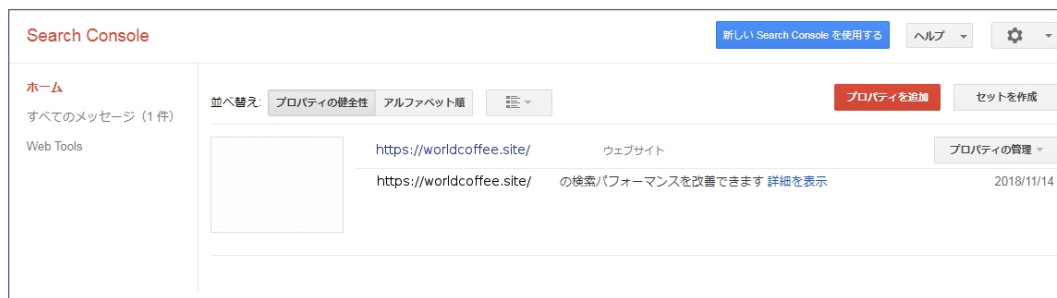 Search Console
新しい Search Console を使用する
ヘルプ
ホーム
すべてのメッセージ（1 件）
Web Tools
並べ替え: プロパティの健全性 アルファベット順
プロパティを追加
セットを作成
https://worldcoffee.site/ ウェブサイト
プロパティの管理
https://worldcoffee.site/ の検索パフォーマンスを改善できます 詳細を表示
2018/11/14